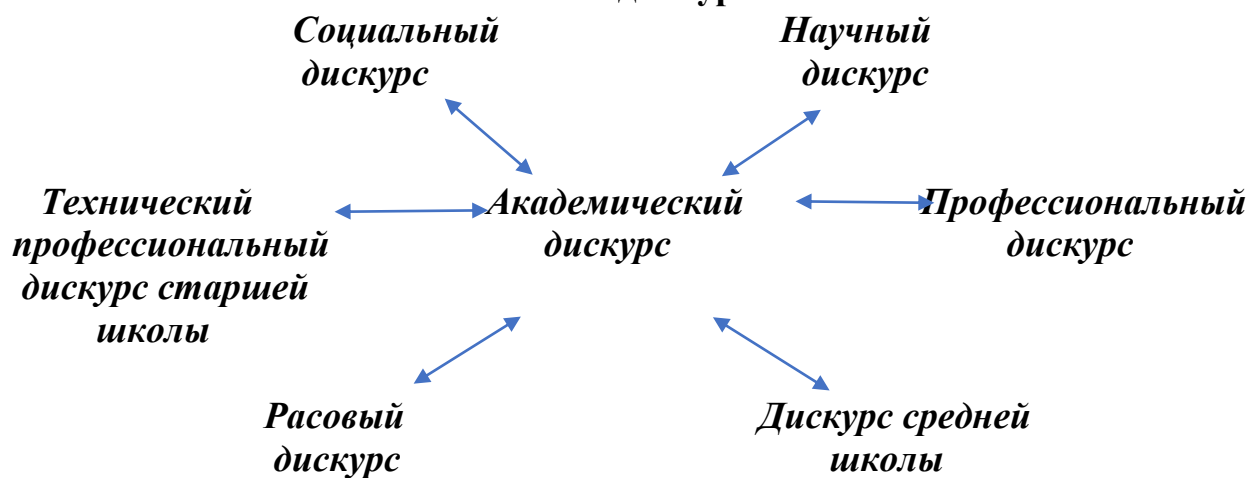 Социальный
дискурс
Научный
дискурс
Технический
профессиональный
дискурс старшей
школы
Академический
дискурс
Профессиональный
дискурс
Расовый
дискурс
Дискурс средней
школы